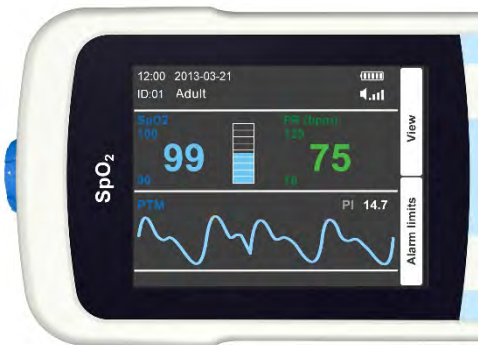 12:00 2013-03-21
ID:01 Adult
SpO₂
SpO2 PR (bpm)
100
99 75
90
PTM PI 14.7
View
Alarm limits